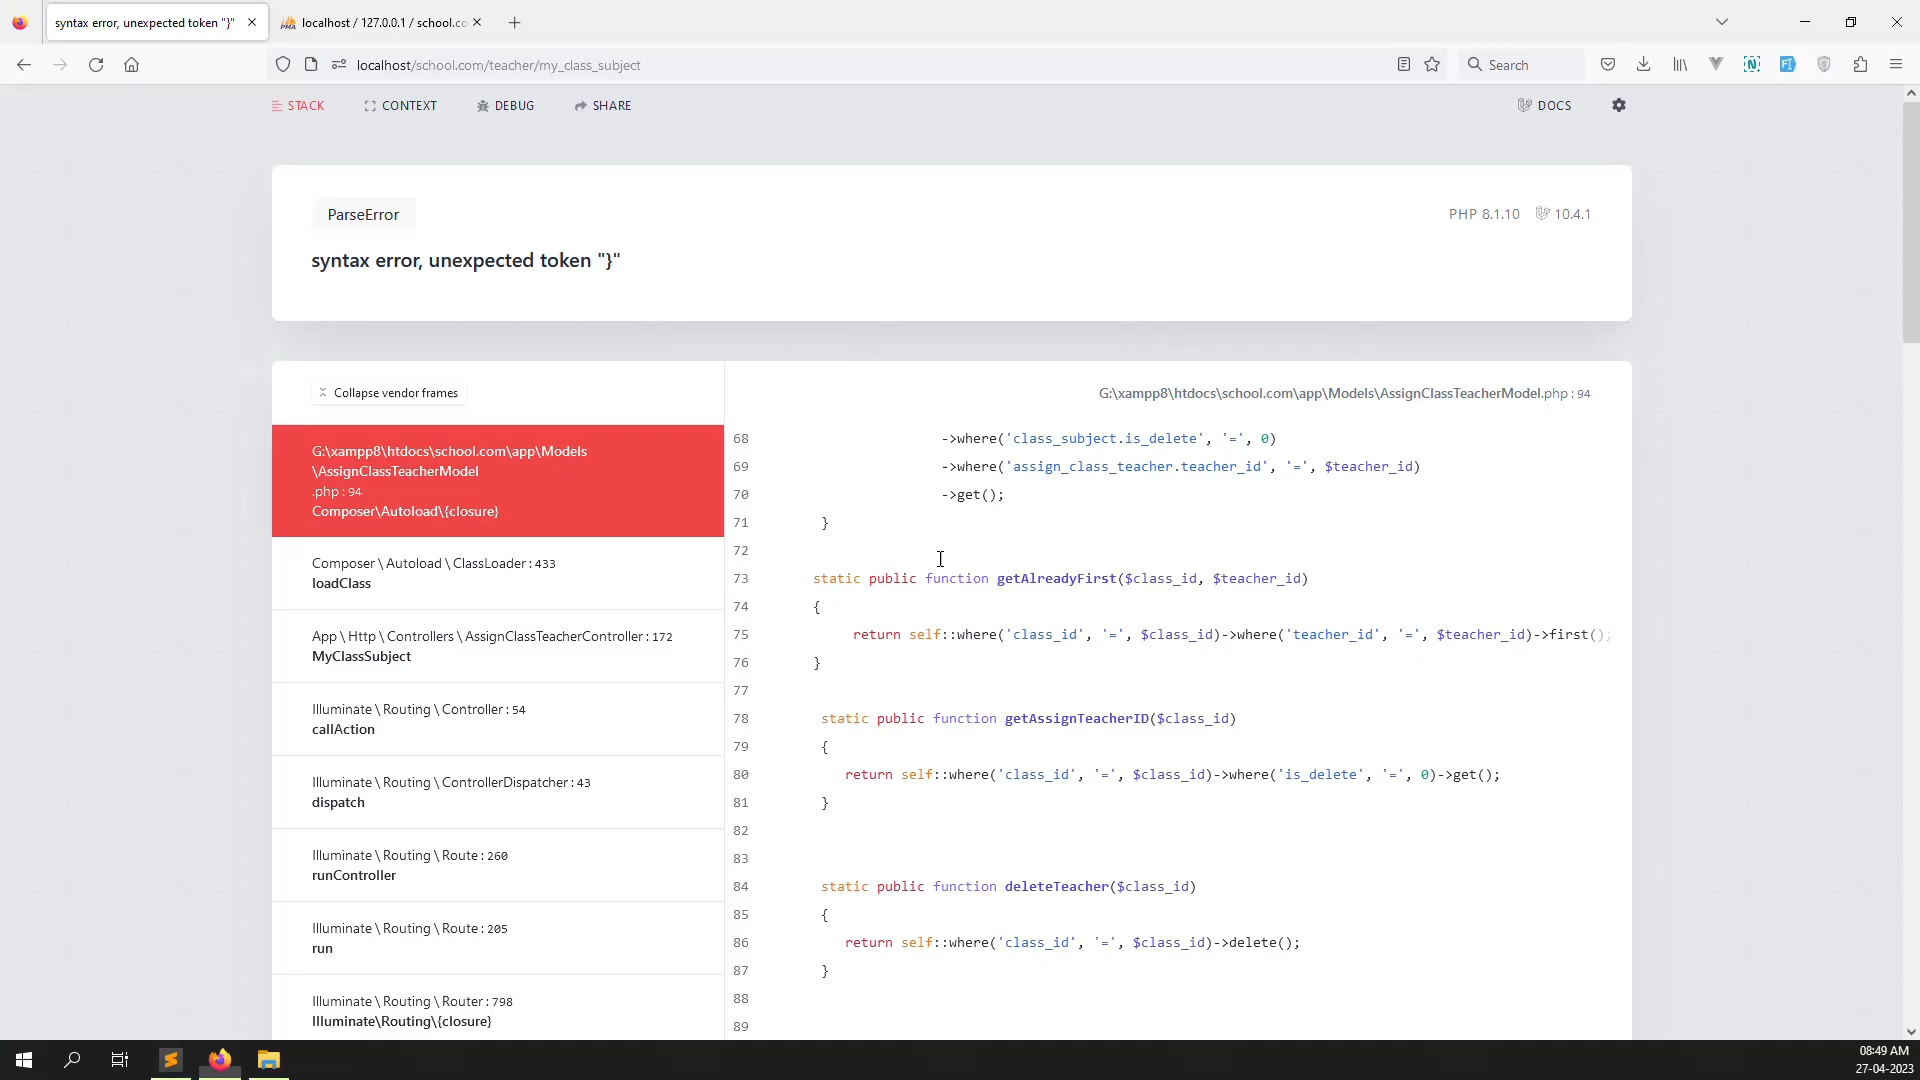 syntax error, unexpected token "}"
localhost / 127.0.0.1 / school.co
localhost/school.com/teacher/my_class_subject
Search
STACK
CONTEXT
DEBUG
SHARE
DOCS
ParseError
PHP 8.1.10
10.4.1
syntax error, unexpected token "}"
Collapse vendor frames
G:\xampp8\htdocs\school.com\app\Models\AssignClassTeacherModel.php : 94
G:\xampp8\htdocs\school.com\app\Models
\AssignClassTeacherModel
.php : 94
Composer\Autoload\{closure}
Composer \ Autoload \ ClassLoader : 433
loadClass
App \ Http \ Controllers \ AssignClassTeacherController : 172
MyClassSubject
Illuminate \ Routing \ Controller : 54
callAction
Illuminate \ Routing \ ControllerDispatcher : 43
dispatch
Illuminate \ Routing \ Route : 260
runController
Illuminate \ Routing \ Route : 205
run
Illuminate \ Routing \ Router : 798
Illuminate\Routing\{closure}
68 ->where('class_subject.is_delete', '=', 0)
69 ->where('assign_class_teacher.teacher_id', '=', $teacher_id)
70 ->get();
71 }
72
73 static public function getAlreadyFirst($class_id, $teacher_id)
74 {
75 return self::where('class_id', '=', $class_id)->where('teacher_id', '=', $teacher_id)->first();
76 }
77
78 static public function getAssignTeacherID($class_id)
79 {
80 return self::where('class_id', '=', $class_id)->where('is_delete', '=', 0)->get();
81 }
82
83
84 static public function deleteTeacher($class_id)
85 {
86 return self::where('class_id', '=', $class_id)->delete();
87 }
88
89
08:49 AM
27-04-2023